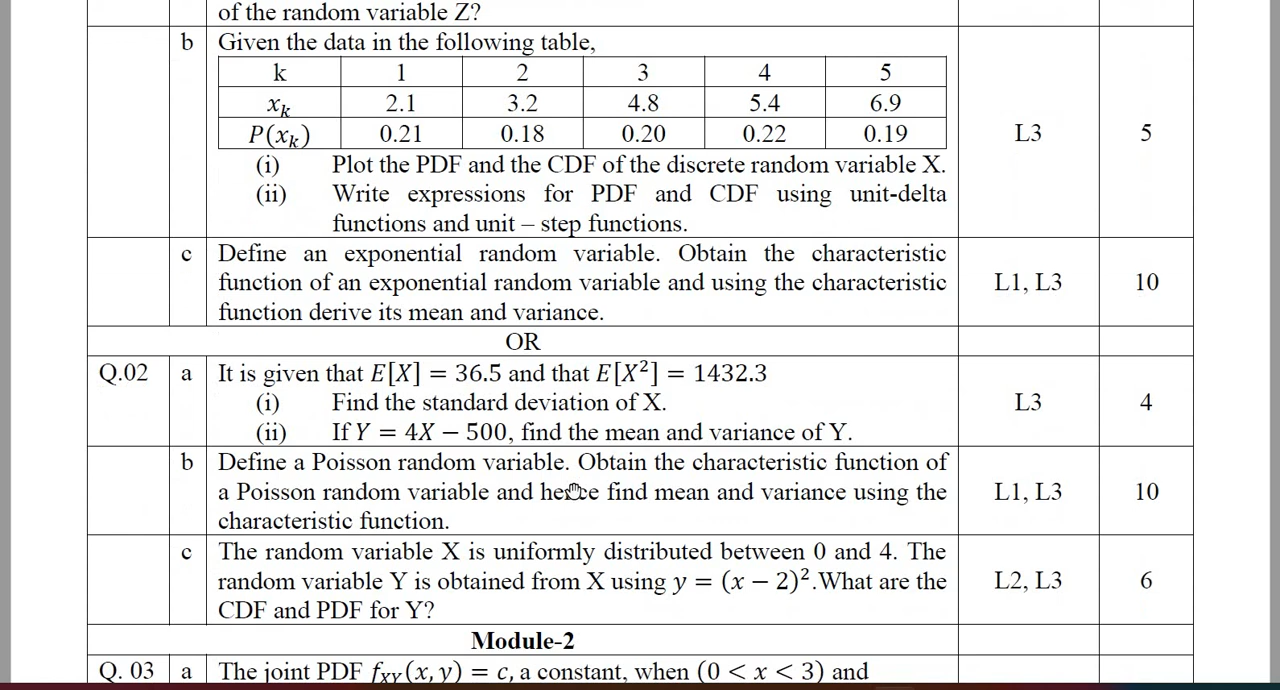 of the random variable Z?
b Given the data in the following table,
k 1 2 3 4 5
xₖ 2.1 3.2 4.8 5.4 6.9
P(xₖ) 0.21 0.18 0.20 0.22 0.19
(i) Plot the PDF and the CDF of the discrete random variable X.
(ii) Write expressions for PDF and CDF using unit-delta
functions and unit – step functions.
L3 5
c Define an exponential random variable. Obtain the characteristic
function of an exponential random variable and using the characteristic
function derive its mean and variance.
L1, L3 10
OR
Q.02 a It is given that E[X] = 36.5 and that E[X²] = 1432.3
(i) Find the standard deviation of X.
(ii) If Y = 4X − 500, find the mean and variance of Y.
L3 4
b Define a Poisson random variable. Obtain the characteristic function of
a Poisson random variable and hence find mean and variance using the
characteristic function.
L1, L3 10
c The random variable X is uniformly distributed between 0 and 4. The
random variable Y is obtained from X using y = (x − 2)².What are the
CDF and PDF for Y?
L2, L3 6
Module-2
Q. 03 a The joint PDF fXY(x, y) = c, a constant, when (0 < x < 3) and